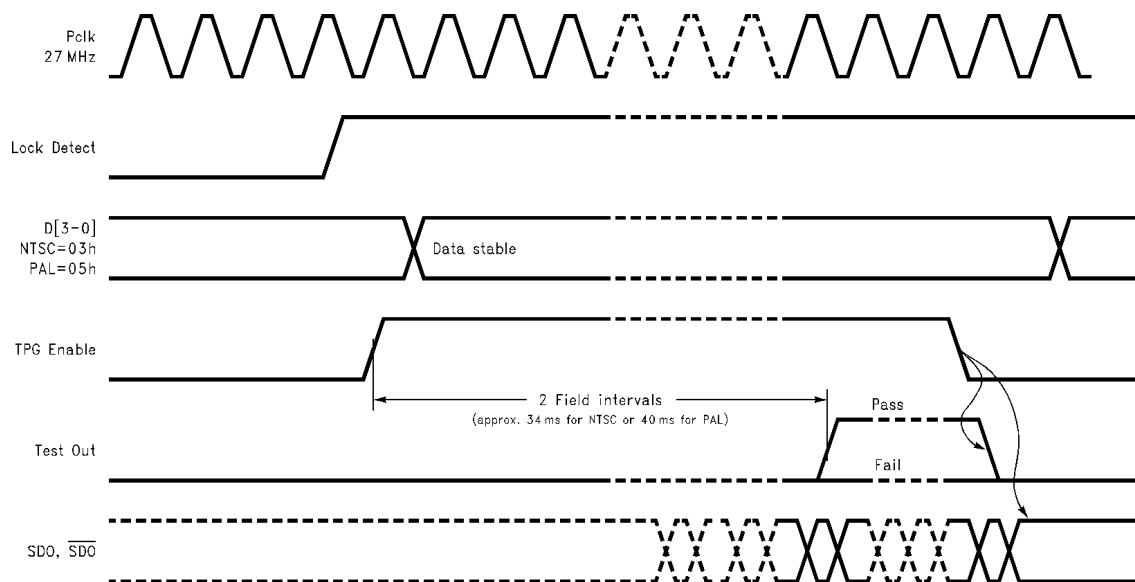 Pclk
27 MHz
Lock Detect
D[3-0]
NTSC=03h
PAL=05h
Data stable
TPG Enable
2 Field intervals
(approx. 34 ms for NTSC or 40 ms for PAL)
Pass
Test Out
Fail
SDO, S̅D̅O̅